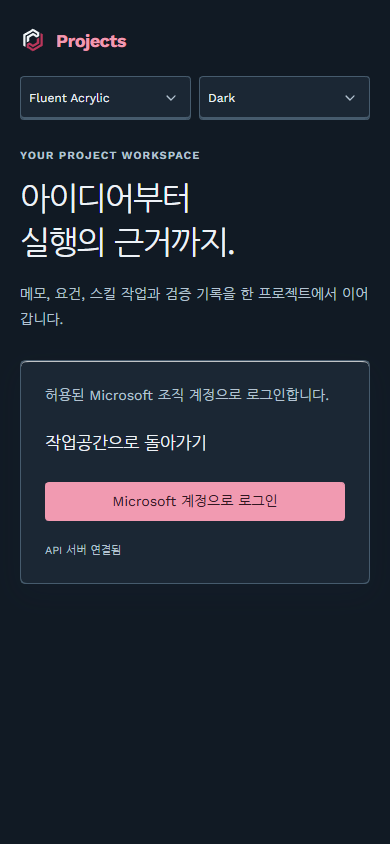 Projects
Fluent Acrylic
Dark
YOUR PROJECT WORKSPACE
아이디어부터
실행의 근거까지.
메모, 요건, 스킬 작업과 검증 기록을 한 프로젝트에서 이어
갑니다.
허용된 Microsoft 조직 계정으로 로그인합니다.
작업공간으로 돌아가기
Microsoft 계정으로 로그인
API 서버 연결됨